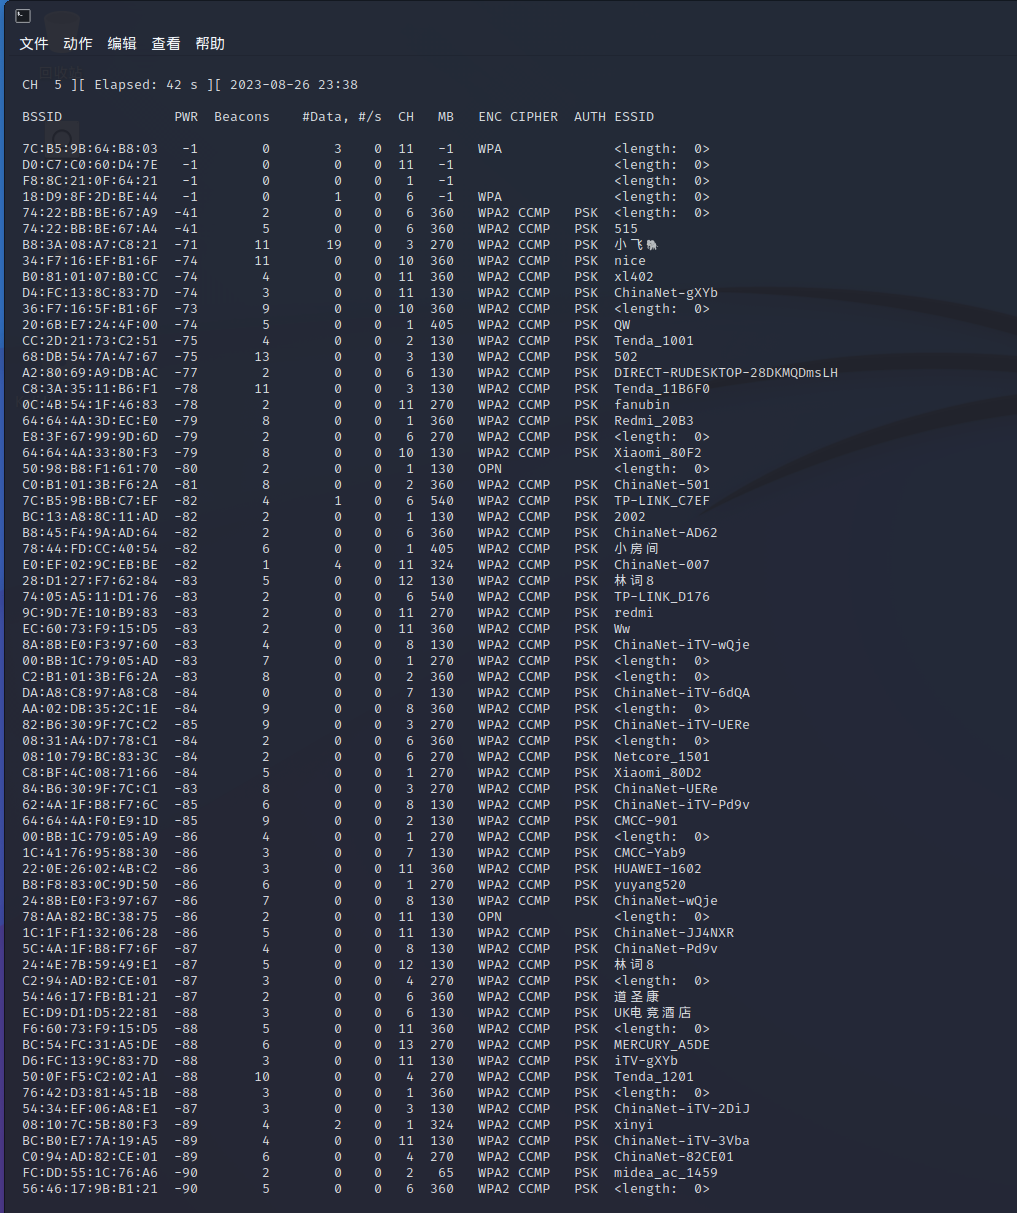 文件 动作 编辑 查看 帮助
CH  5 ][ Elapsed: 42 s ][ 2023-08-26 23:38
BSSID              PWR  Beacons    #Data, #/s  CH   MB   ENC CIPHER  AUTH ESSID
7C:B5:9B:64:B8:03   -1        0        3    0  11   -1   WPA              <length:  0>
D0:C7:C0:60:D4:7E   -1        0        0    0  11   -1                    <length:  0>
F8:8C:21:0F:64:21   -1        0        0    0   1   -1                    <length:  0>
18:D9:8F:2D:BE:44   -1        0        1    0   6   -1   WPA              <length:  0>
74:22:BB:BE:67:A9  -41        2        0    0   6  360   WPA2 CCMP   PSK  <length:  0>
74:22:BB:BE:67:A4  -41        5        0    0   6  360   WPA2 CCMP   PSK  515
B8:3A:08:A7:C8:21  -71       11       19    0   3  270   WPA2 CCMP   PSK  小飞🐘
34:F7:16:EF:B1:6F  -74       11        0    0  10  360   WPA2 CCMP   PSK  nice
B0:81:01:07:B0:CC  -74        4        0    0  11  360   WPA2 CCMP   PSK  xl402
D4:FC:13:8C:83:7D  -74        3        0    0  11  130   WPA2 CCMP   PSK  ChinaNet-gXYb
36:F7:16:5F:B1:6F  -73        9        0    0  10  360   WPA2 CCMP   PSK  <length:  0>
20:6B:E7:24:4F:00  -74        5        0    0   1  405   WPA2 CCMP   PSK  QW
CC:2D:21:73:C2:51  -75        4        0    0   2  130   WPA2 CCMP   PSK  Tenda_1001
68:DB:54:7A:47:67  -75       13        0    0   3  130   WPA2 CCMP   PSK  502
A2:80:69:A9:DB:AC  -77        2        0    0   6  130   WPA2 CCMP   PSK  DIRECT-RUDESKTOP-28DKMQDmsLH
C8:3A:35:11:B6:F1  -78       11        0    0   3  130   WPA2 CCMP   PSK  Tenda_11B6F0
0C:4B:54:1F:46:83  -78        2        0    0  11  270   WPA2 CCMP   PSK  fanubin
64:64:4A:3D:EC:E0  -79        8        0    0   1  360   WPA2 CCMP   PSK  Redmi_20B3
E8:3F:67:99:9D:6D  -79        2        0    0   6  270   WPA2 CCMP   PSK  <length:  0>
64:64:4A:33:80:F3  -79        8        0    0  10  130   WPA2 CCMP   PSK  Xiaomi_80F2
50:98:B8:F1:61:70  -80        2        0    0   1  130   OPN              <length:  0>
C0:B1:01:3B:F6:2A  -81        8        0    0   2  360   WPA2 CCMP   PSK  ChinaNet-501
7C:B5:9B:BB:C7:EF  -82        4        1    0   6  540   WPA2 CCMP   PSK  TP-LINK_C7EF
BC:13:A8:8C:11:AD  -82        2        0    0   1  130   WPA2 CCMP   PSK  2002
B8:45:F4:9A:AD:64  -82        2        0    0   6  360   WPA2 CCMP   PSK  ChinaNet-AD62
78:44:FD:CC:40:54  -82        6        0    0   1  405   WPA2 CCMP   PSK  小房间
E0:EF:02:9C:EB:BE  -82        1        4    0  11  324   WPA2 CCMP   PSK  ChinaNet-007
28:D1:27:F7:62:84  -83        5        0    0  12  130   WPA2 CCMP   PSK  林词8
74:05:A5:11:D1:76  -83        2        0    0   6  540   WPA2 CCMP   PSK  TP-LINK_D176
9C:9D:7E:10:B9:83  -83        2        0    0  11  270   WPA2 CCMP   PSK  redmi
EC:60:73:F9:15:D5  -83        2        0    0  11  360   WPA2 CCMP   PSK  Ww
8A:8B:E0:F3:97:60  -83        4        0    0   8  130   WPA2 CCMP   PSK  ChinaNet-iTV-wQje
00:BB:1C:79:05:AD  -83        7        0    0   1  270   WPA2 CCMP   PSK  <length:  0>
C2:B1:01:3B:F6:2A  -83        8        0    0   2  360   WPA2 CCMP   PSK  <length:  0>
DA:A8:C8:97:A8:C8  -84        0        0    0   7  130   WPA2 CCMP   PSK  ChinaNet-iTV-6dQA
AA:02:DB:35:2C:1E  -84        9        0    0   8  360   WPA2 CCMP   PSK  <length:  0>
82:B6:30:9F:7C:C2  -85        9        0    0   3  270   WPA2 CCMP   PSK  ChinaNet-iTV-UERe
08:31:A4:D7:78:C1  -84        2        0    0   6  360   WPA2 CCMP   PSK  <length:  0>
08:10:79:BC:83:3C  -84        2        0    0   6  270   WPA2 CCMP   PSK  Netcore_1501
C8:BF:4C:08:71:66  -84        5        0    0   1  270   WPA2 CCMP   PSK  Xiaomi_80D2
84:B6:30:9F:7C:C1  -83        8        0    0   3  270   WPA2 CCMP   PSK  ChinaNet-UERe
62:4A:1F:B8:F7:6C  -85        6        0    0   8  130   WPA2 CCMP   PSK  ChinaNet-iTV-Pd9v
64:64:4A:F0:E9:1D  -85        9        0    0   2  130   WPA2 CCMP   PSK  CMCC-901
00:BB:1C:79:05:A9  -86        4        0    0   1  270   WPA2 CCMP   PSK  <length:  0>
1C:41:76:95:88:30  -86        3        0    0   7  130   WPA2 CCMP   PSK  CMCC-Yab9
22:0E:26:02:4B:C2  -86        3        0    0  11  360   WPA2 CCMP   PSK  HUAWEI-1602
B8:F8:83:0C:9D:50  -86        6        0    0   1  270   WPA2 CCMP   PSK  yuyang520
24:8B:E0:F3:97:67  -86        7        0    0   8  130   WPA2 CCMP   PSK  ChinaNet-wQje
78:AA:82:BC:38:75  -86        2        0    0  11  130   OPN              <length:  0>
1C:1F:F1:32:06:28  -86        5        0    0  11  130   WPA2 CCMP   PSK  ChinaNet-JJ4NXR
5C:4A:1F:B8:F7:6F  -87        4        0    0   8  130   WPA2 CCMP   PSK  ChinaNet-Pd9v
24:4E:7B:59:49:E1  -87        5        0    0  12  130   WPA2 CCMP   PSK  林词8
C2:94:AD:B2:CE:01  -87        3        0    0   4  270   WPA2 CCMP   PSK  <length:  0>
54:46:17:FB:B1:21  -87        2        0    0   6  360   WPA2 CCMP   PSK  道圣康
EC:D9:D1:D5:22:81  -88        3        0    0   6  130   WPA2 CCMP   PSK  UK电竞酒店
F6:60:73:F9:15:D5  -88        5        0    0  11  360   WPA2 CCMP   PSK  <length:  0>
BC:54:FC:31:A5:DE  -88        6        0    0  13  270   WPA2 CCMP   PSK  MERCURY_A5DE
D6:FC:13:9C:83:7D  -88        3        0    0  11  130   WPA2 CCMP   PSK  iTV-gXYb
50:0F:F5:C2:02:A1  -88       10        0    0   4  270   WPA2 CCMP   PSK  Tenda_1201
76:42:D3:81:45:1B  -88        3        0    0   1  360   WPA2 CCMP   PSK  <length:  0>
54:34:EF:06:A8:E1  -87        3        0    0   3  130   WPA2 CCMP   PSK  ChinaNet-iTV-2DiJ
08:10:7C:5B:80:F3  -89        4        2    0   1  324   WPA2 CCMP   PSK  xinyi
BC:B0:E7:7A:19:A5  -89        4        0    0  11  130   WPA2 CCMP   PSK  ChinaNet-iTV-3Vba
C0:94:AD:82:CE:01  -89        6        0    0   4  270   WPA2 CCMP   PSK  ChinaNet-82CE01
FC:DD:55:1C:76:A6  -90        2        0    0   2   65   WPA2 CCMP   PSK  midea_ac_1459
56:46:17:9B:B1:21  -90        5        0    0   6  360   WPA2 CCMP   PSK  <length:  0>